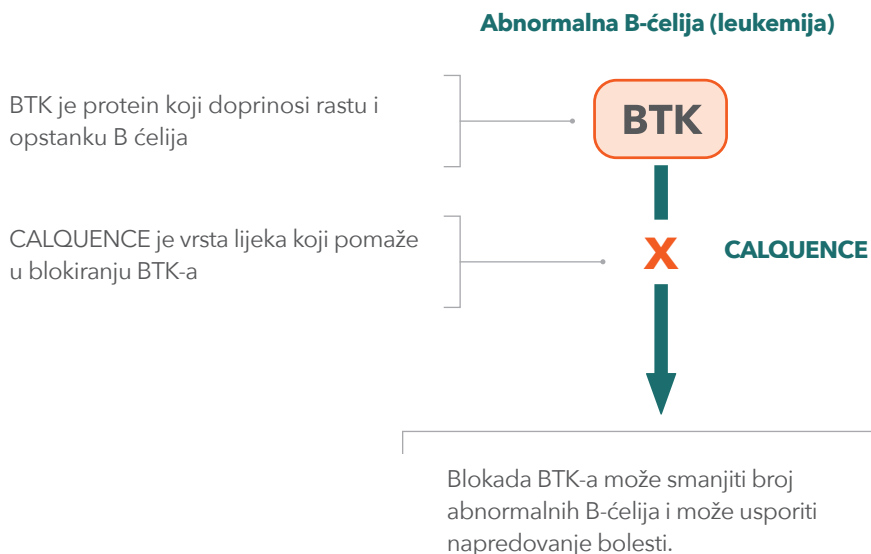 Abnormalna B-ćelija (leukemija)
BTK je protein koji doprinosi rastu i
opstanku B ćelija
BTK
CALQUENCE je vrsta lijeka koji pomaže
u blokiranju BTK-a
X
CALQUENCE
Blokada BTK-a može smanjiti broj
abnormalnih B-ćelija i može usporiti
napredovanje bolesti.